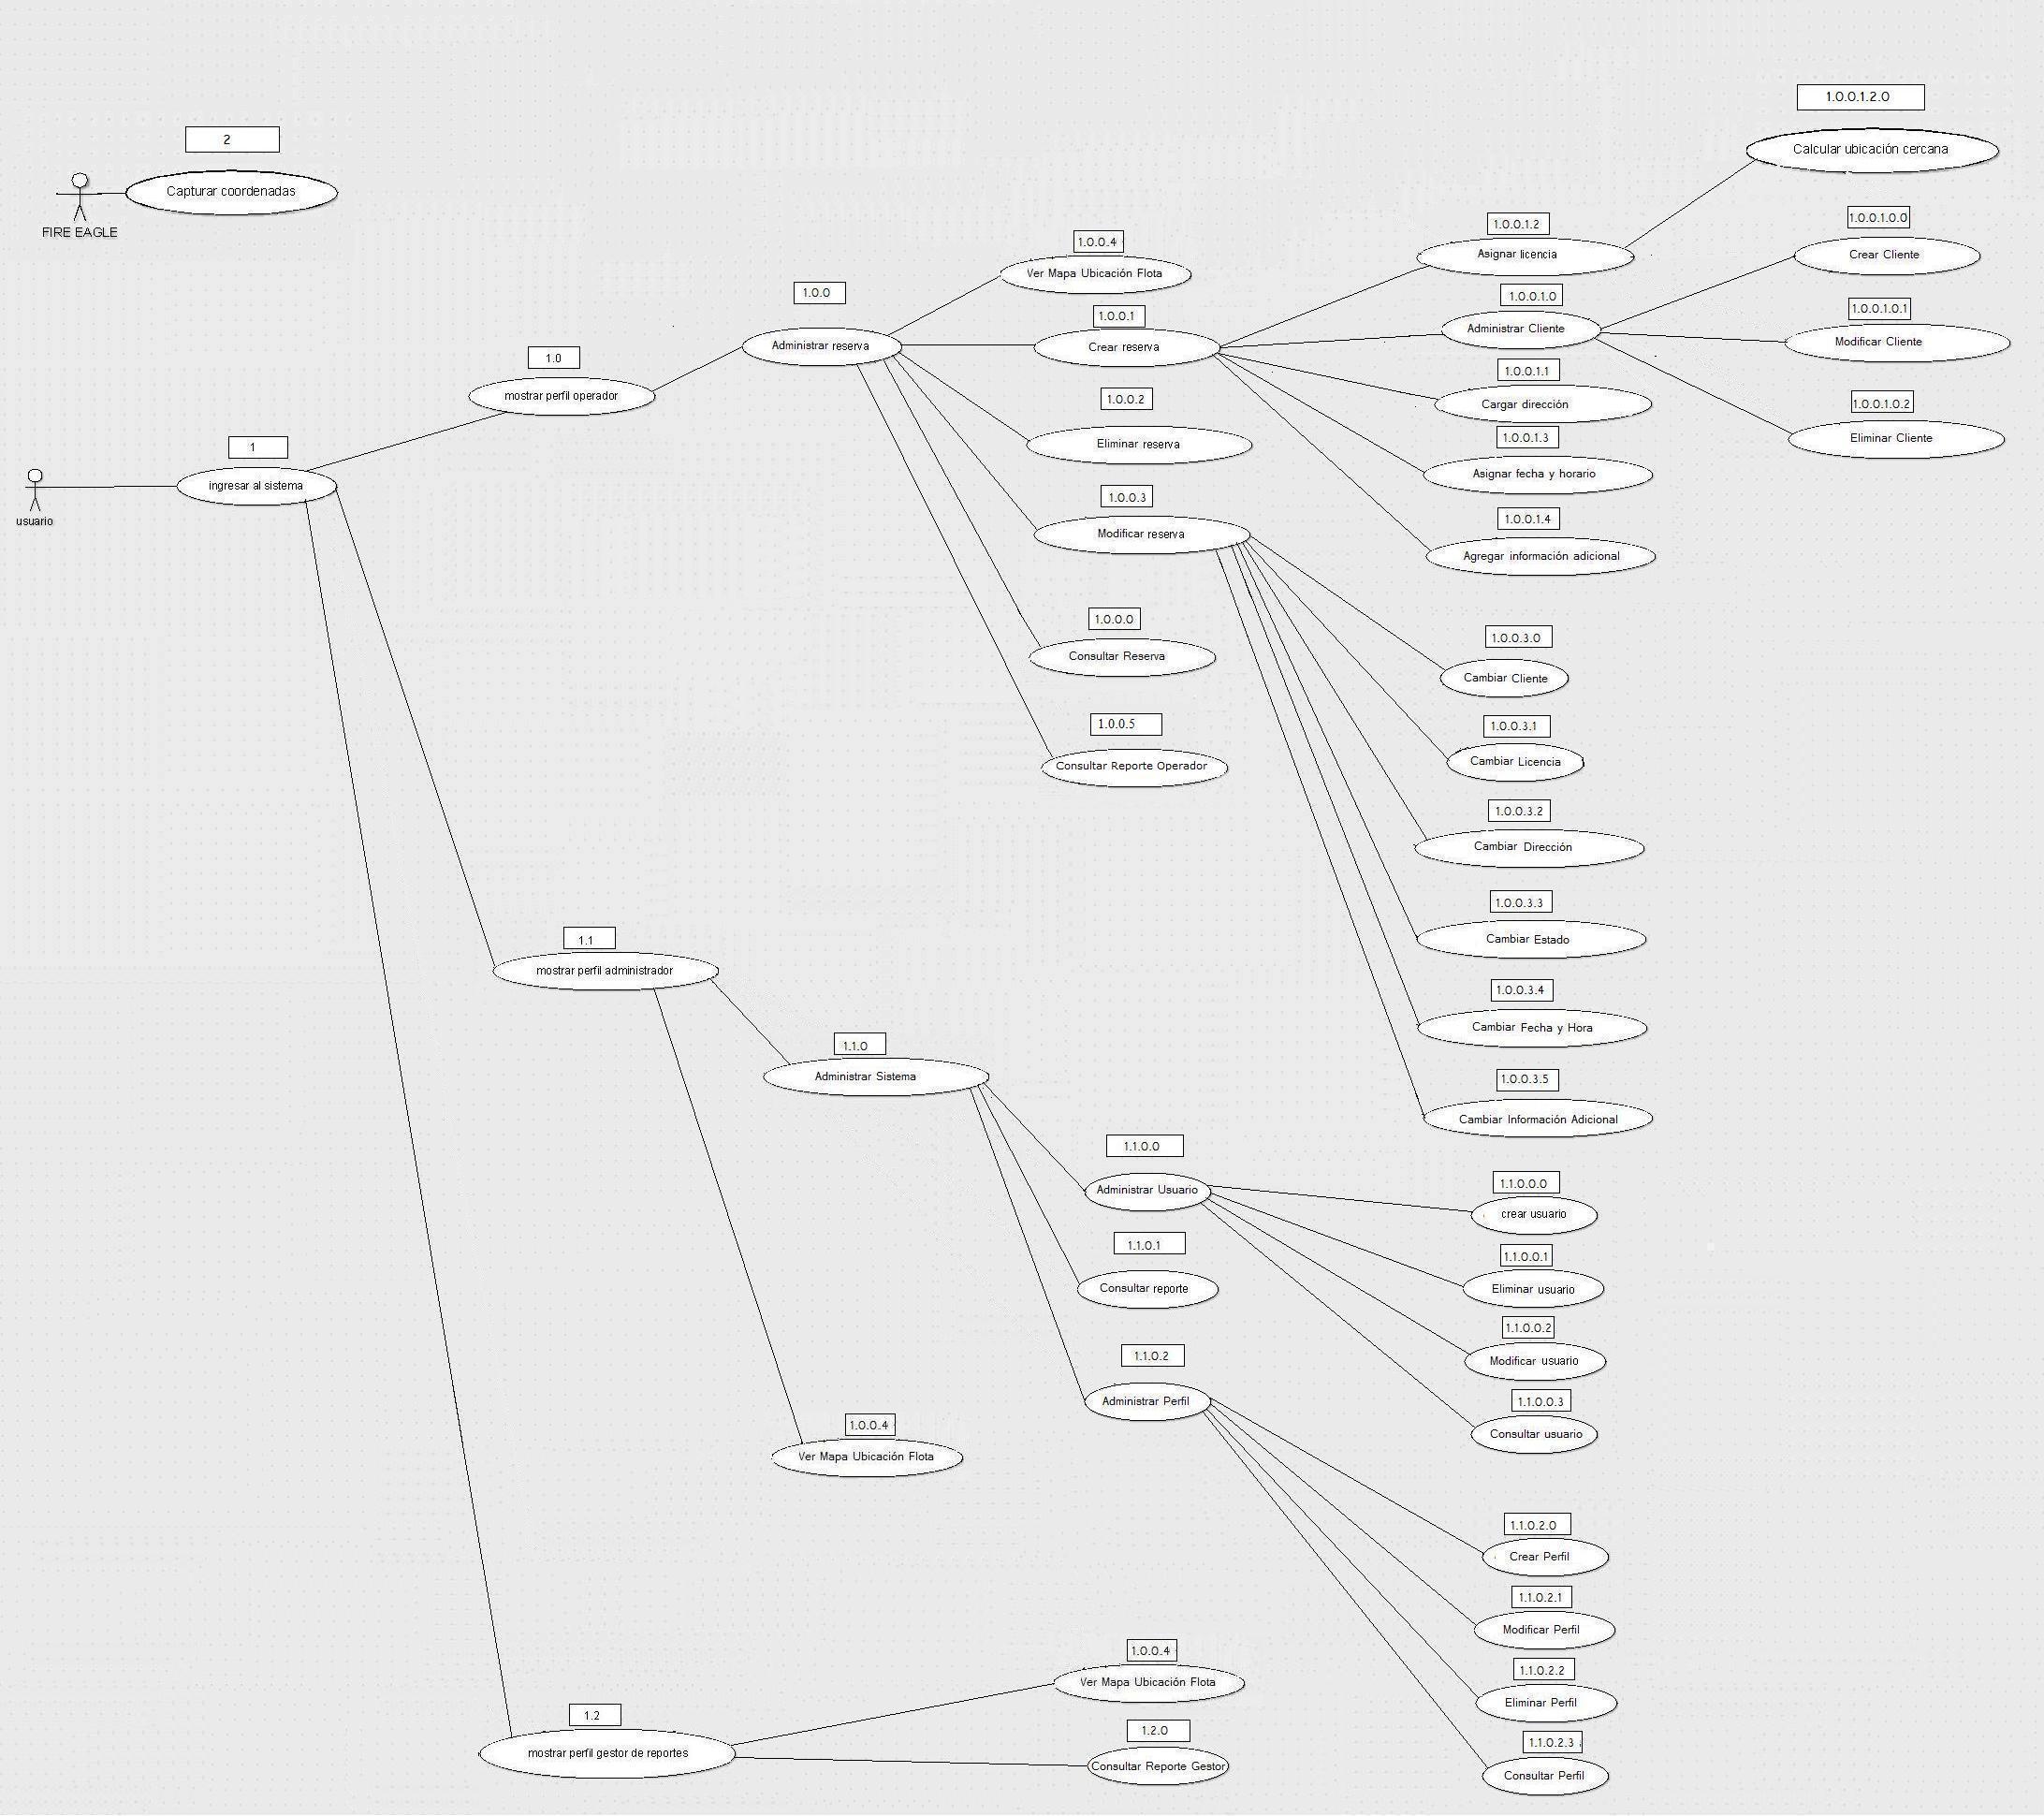 1.0.0.1.2.0
Calcular ubicación cercana
2
Capturar coordenadas
FIRE EAGLE
1.0.0.1.0.0
Crear Cliente
1.0.0.1.2
Asignar licencia
1.0.0.4
Ver Mapa Ubicación Flota
1.0.0
Administrar reserva
1.0.0.1
Crear reserva
1.0.0.1.0
Administrar Cliente
1.0.0.1.0.1
Modificar Cliente
1.0
mostrar perfil operador
1.0.0.1.1
Cargar dirección
1.0.0.1.0.2
Eliminar Cliente
1.0.0.2
Eliminar reserva
1.0.0.1.3
Asignar fecha y horario
1
ingresar al sistema
usuario
1.0.0.3
Modificar reserva
1.0.0.1.4
Agregar información adicional
1.0.0.0
Consultar Reserva
1.0.0.3.0
Cambiar Cliente
1.0.0.5
Consultar Reporte Operador
1.0.0.3.1
Cambiar Licencia
1.0.0.3.2
Cambiar Dirección
1.0.0.3.3
Cambiar Estado
1.1
mostrar perfil administrador
1.0.0.3.4
Cambiar Fecha y Hora
1.1.0
Administrar Sistema
1.0.0.3.5
Cambiar Información Adicional
1.1.0.0
Administrar Usuario
1.1.0.0.0
crear usuario
1.1.0.1
Consultar reporte
1.1.0.0.1
Eliminar usuario
1.1.0.2
Administrar Perfil
1.1.0.0.2
Modificar usuario
1.1.0.0.3
Consultar usuario
1.0.0.4
Ver Mapa Ubicación Flota
1.1.0.2.0
Crear Perfil
1.1.0.2.1
Modificar Perfil
1.0.0.4
Ver Mapa Ubicación Flota
1.1.0.2.2
Eliminar Perfil
1.2
mostrar perfil gestor de reportes
1.2.0
Consultar Reporte Gestor
1.1.0.2.3
Consultar Perfil